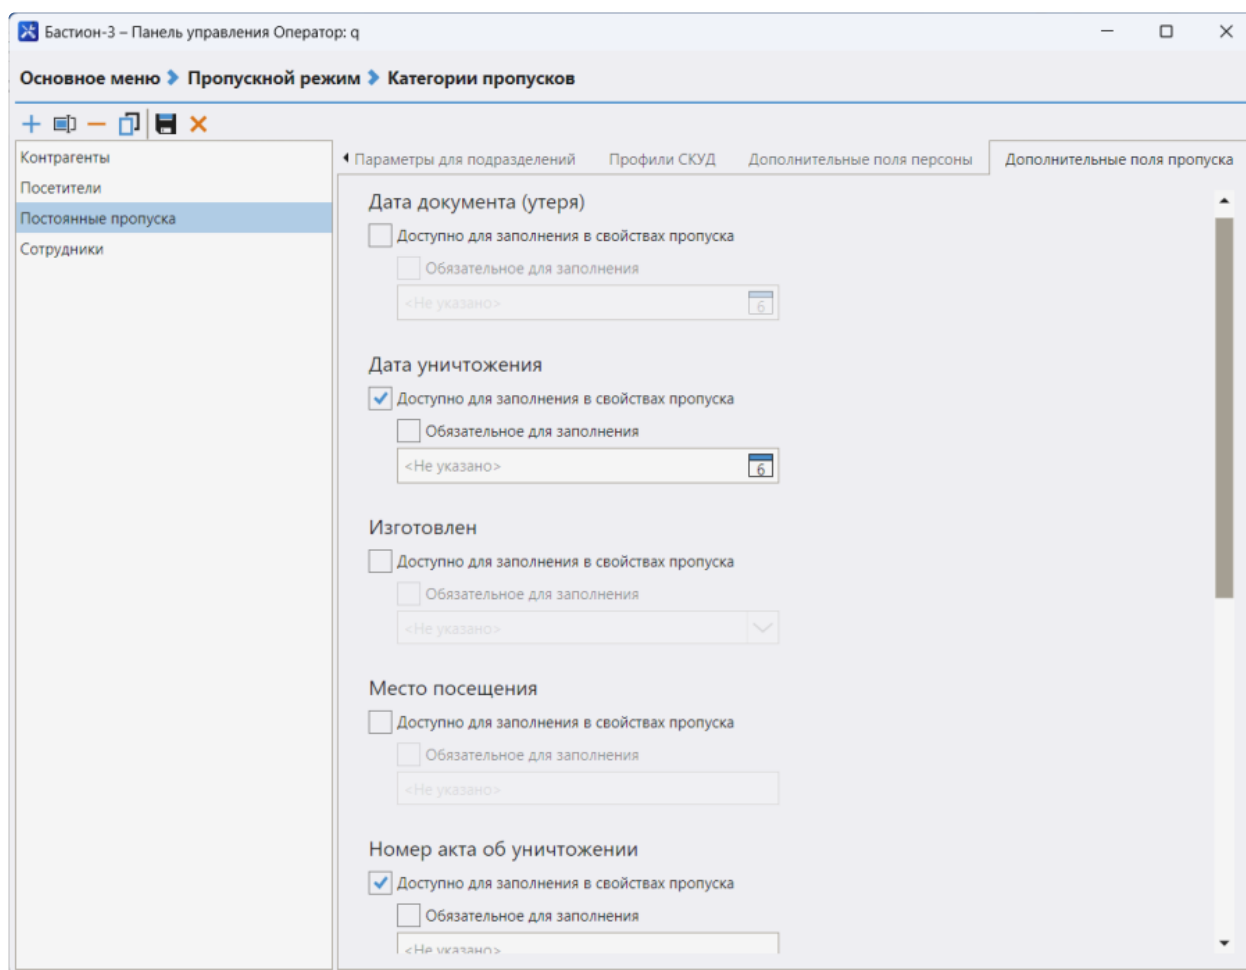 Бастион-3 – Панель управления Оператор: q
Основное меню Пропускной режим Категории пропусков
Контрагенты
Посетители
Постоянные пропуска
Сотрудники
Параметры для подразделений Профили СКУД Дополнительные поля персоны Дополнительные поля пропуска
Дата документа (утеря)
Доступно для заполнения в свойствах пропуска
Обязательное для заполнения
<Не указано> 6
Дата уничтожения
Доступно для заполнения в свойствах пропуска
Обязательное для заполнения
<Не указано> 6
Изготовлен
Доступно для заполнения в свойствах пропуска
Обязательное для заполнения
<Не указано>
Место посещения
Доступно для заполнения в свойствах пропуска
Обязательное для заполнения
<Не указано>
Номер акта об уничтожении
Доступно для заполнения в свойствах пропуска
Обязательное для заполнения
<Не указано>